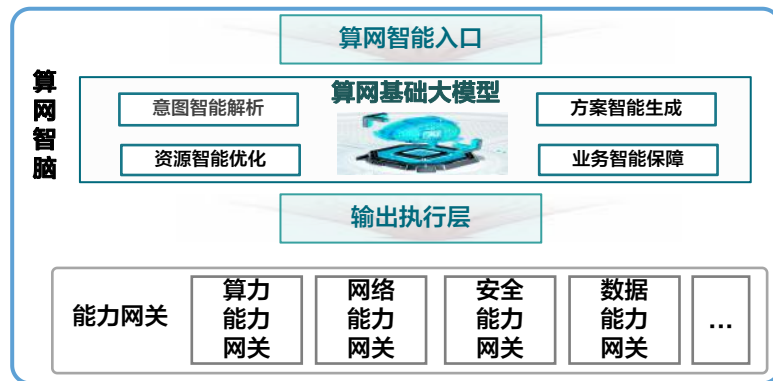 算网智能入口
算
网
智
脑
算网基础大模型
意图智能解析
方案智能生成
资源智能优化
业务智能保障
输出执行层
能力网关
算力
能力
网关
网络
能力
网关
安全
能力
网关
数据
能力
网关
...